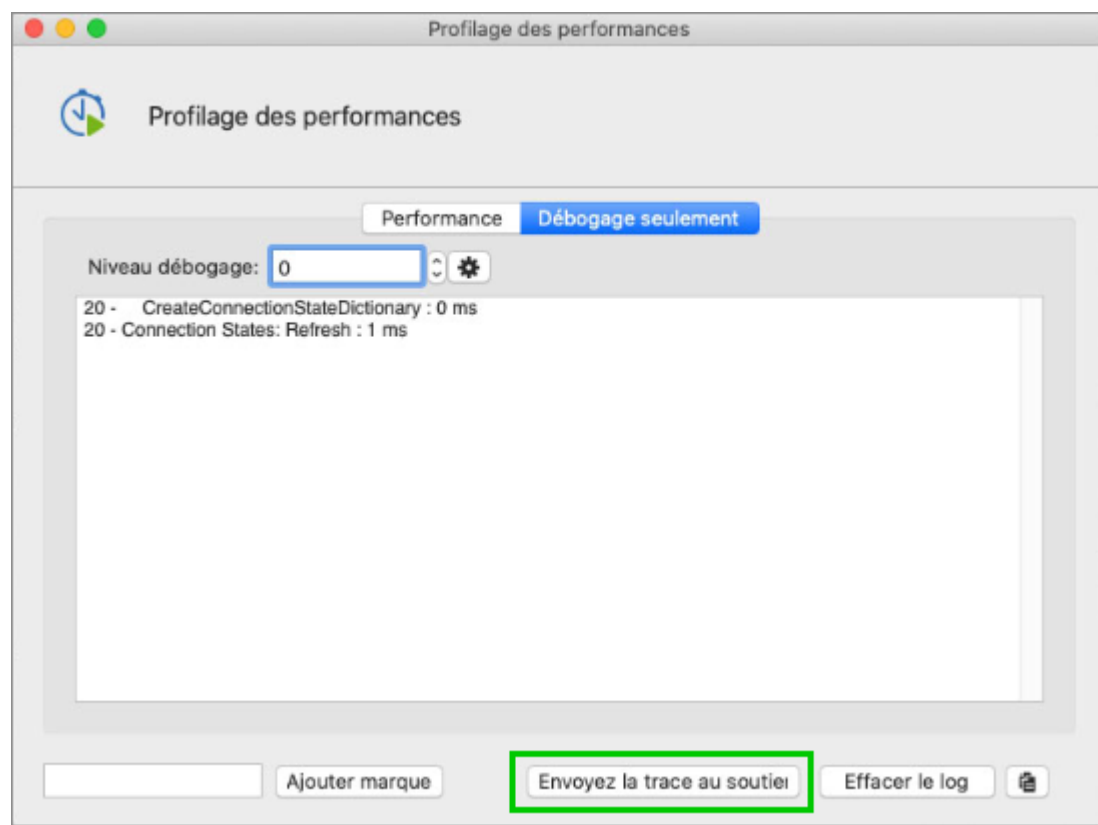 Profilage des performances
Profilage des performances
Performance Débogage seulement
Niveau débogage: 0
20 - CreateConnectionStateDictionary : 0 ms
20 - Connection States: Refresh : 1 ms
Ajouter marque Envoyez la trace au soutie Effacer le log